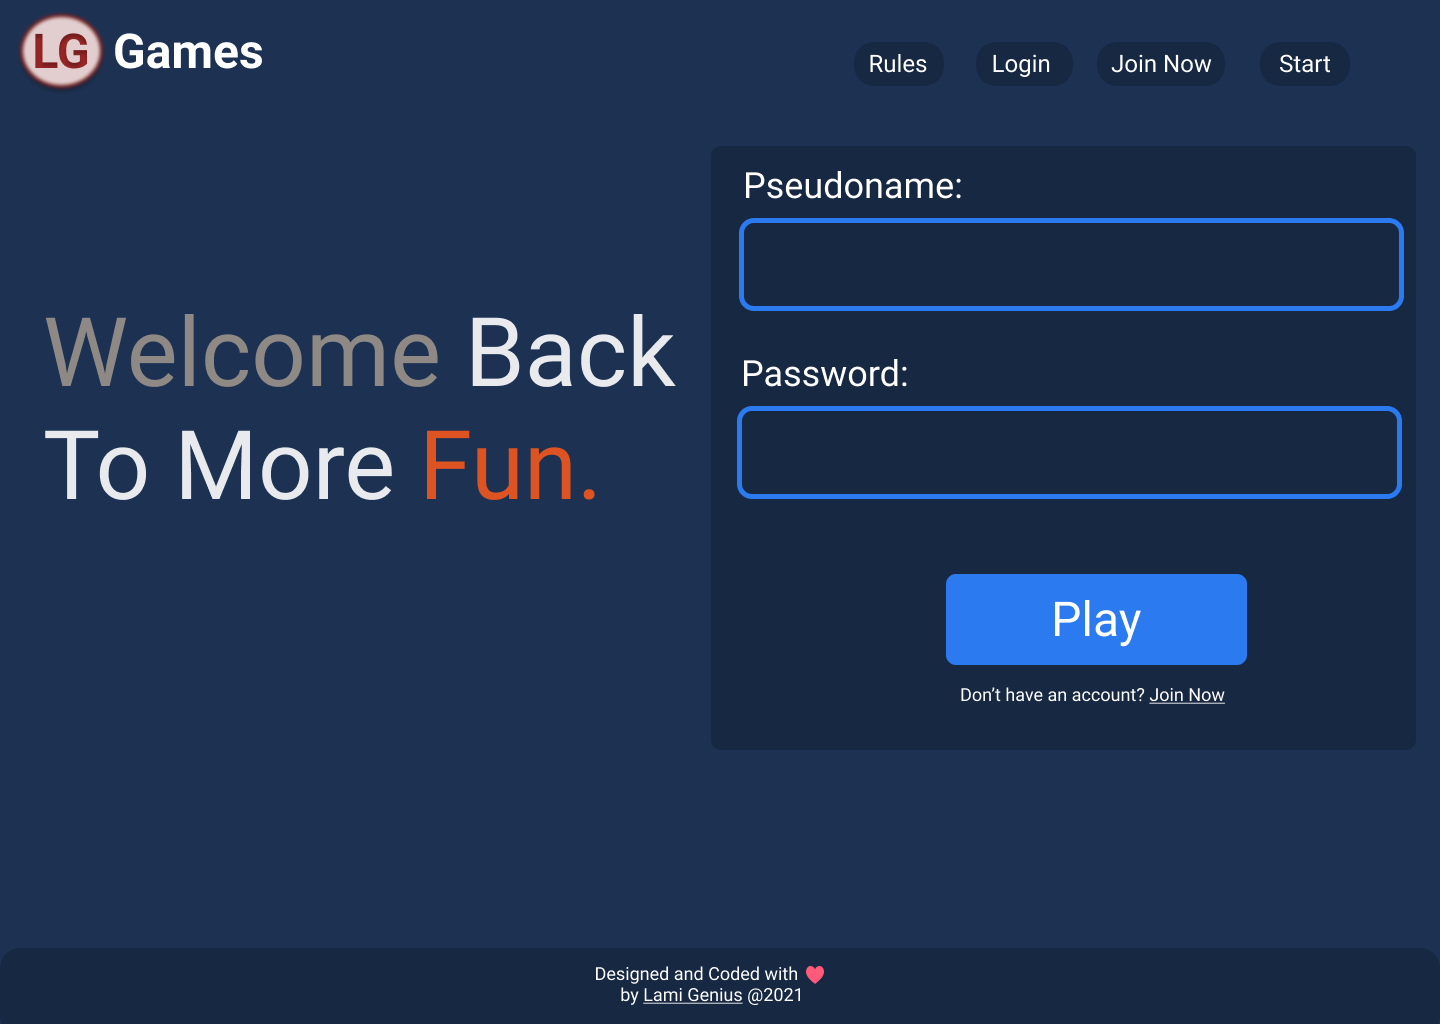 LG Games
Rules
Login
Join Now
Start
Pseudoname:
Welcome Back
To More Fun.
Password:
Play
Don’t have an account? Join Now
Designed and Coded with
by Lami Genius @2021